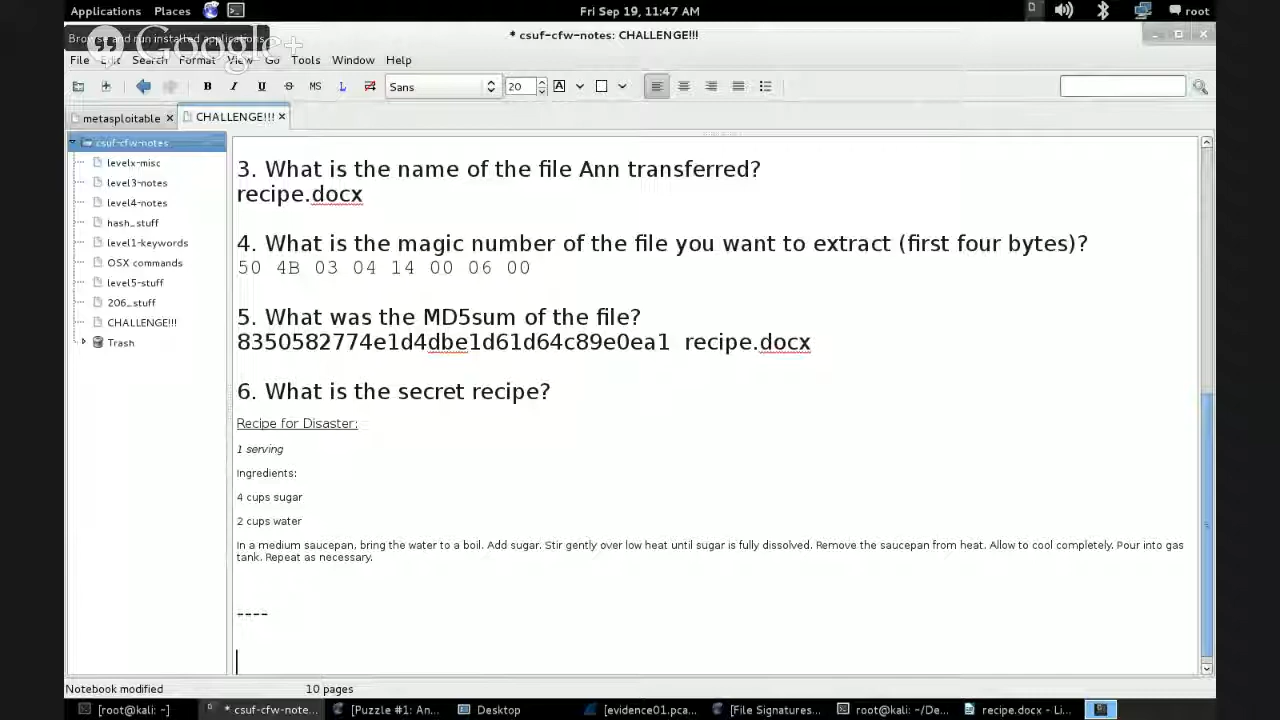 Applications Places Fri Sep 19, 11:47 AM root
Browse and run installed applications
Google+
* csuf-cfw-notes: CHALLENGE!!!
File Edit Search Format View Go Tools Window Help
B I U S MS L Sans 20 A
metasploitable CHALLENGE!!!
csuf-cfw-notes
levelx-misc
level3-notes
level4-notes
hash_stuff
level1-keywords
OSX commands
level5-stuff
206_stuff
CHALLENGE!!!
Trash
3. What is the name of the file Ann transferred?
recipe.docx
4. What is the magic number of the file you want to extract (first four bytes)?
50 4B 03 04 14 00 06 00
5. What was the MD5sum of the file?
8350582774e1d4dbe1d61d64c89e0ea1 recipe.docx
6. What is the secret recipe?
Recipe for Disaster:
1 serving
Ingredients:
4 cups sugar
2 cups water
In a medium saucepan, bring the water to a boil. Add sugar. Stir gently over low heat until sugar is fully dissolved. Remove the saucepan from heat. Allow to cool completely. Pour into gas
tank. Repeat as necessary.
----
Notebook modified 10 pages
[root@kali: ~] * csuf-cfw-note... [Puzzle #1: An... Desktop [evidence01.pca... [File Signatures... root@kali: ~/De... recipe.docx - Li...